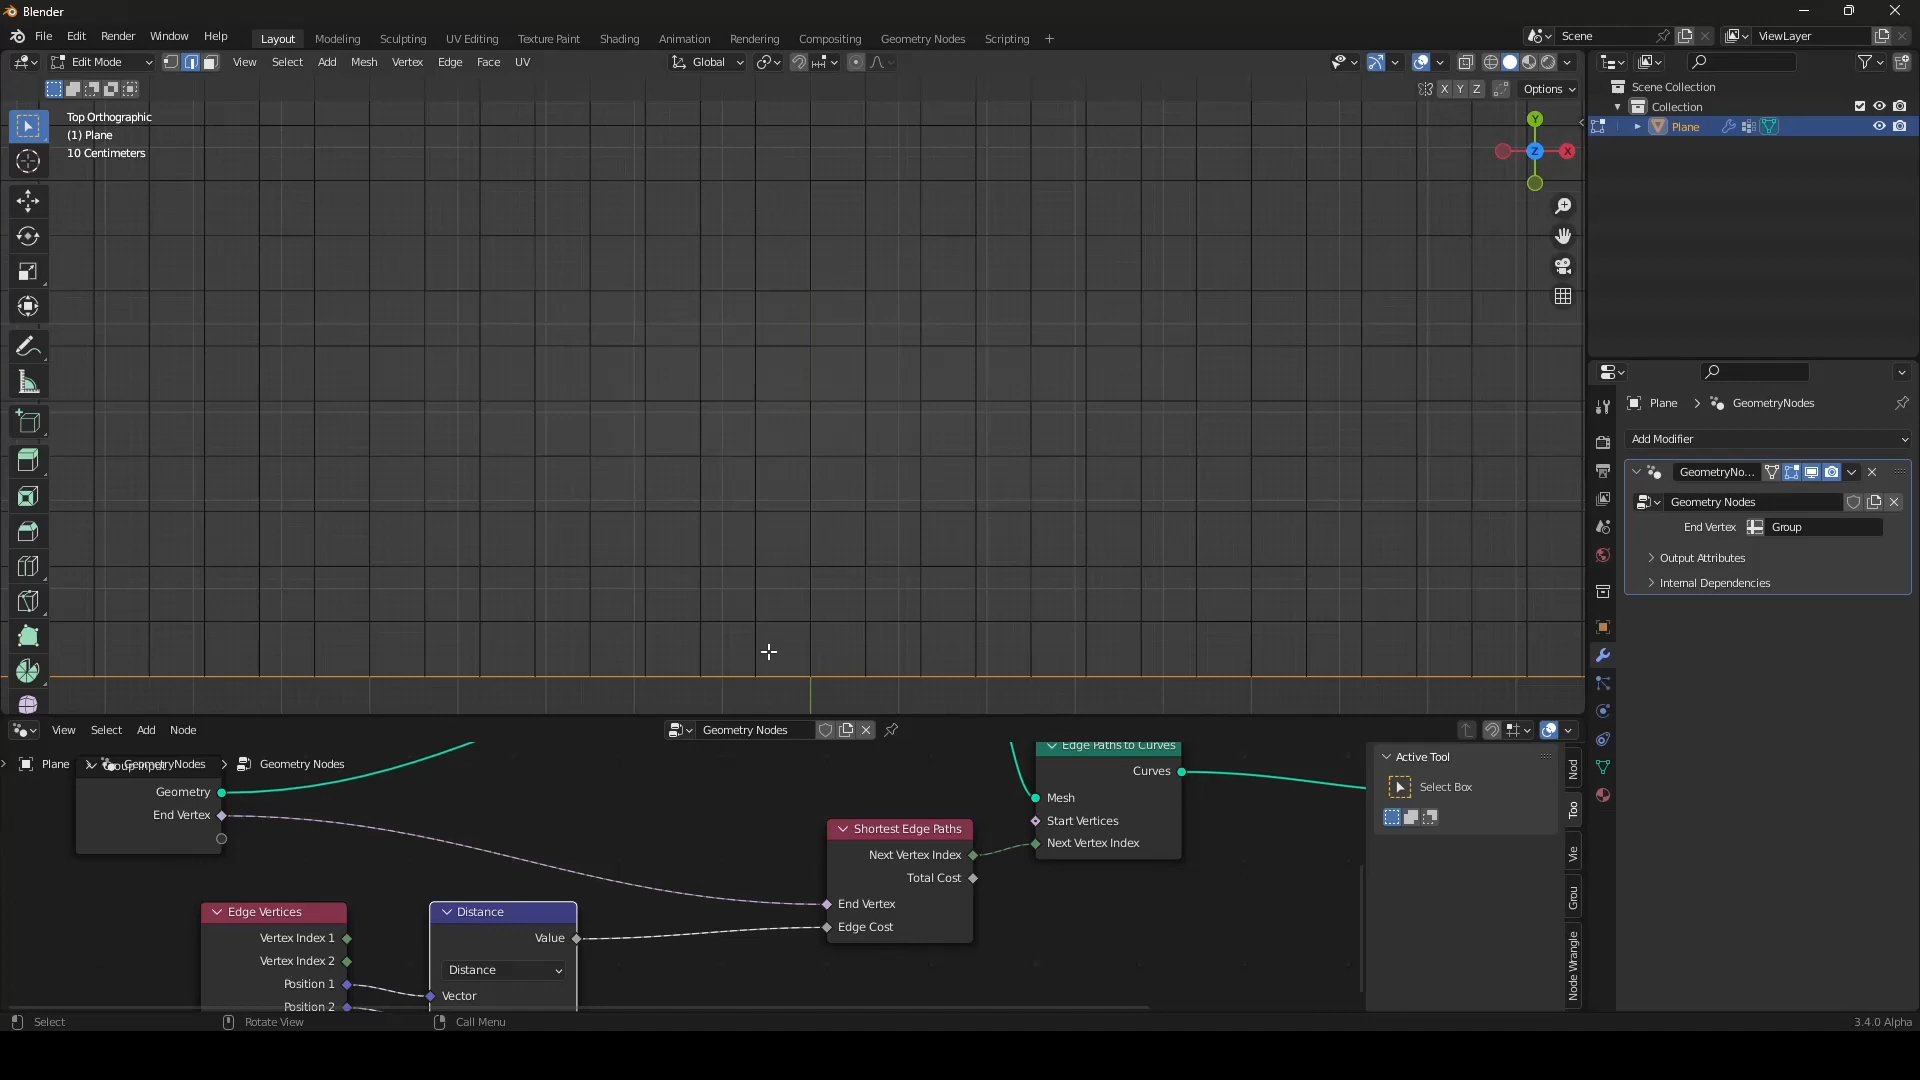 Blender
File Edit Render Window Help
Layout Modeling Sculpting UV Editing Texture Paint Shading Animation Rendering Compositing Geometry Nodes Scripting
Scene
ViewLayer
Edit Mode
View Select Add Mesh Vertex Edge Face UV
Global
X Y Z
Options
Top Orthographic
(1) Plane
10 Centimeters
Y
Z
X
Scene Collection
Collection
Plane
Plane > GeometryNodes
Add Modifier
GeometryNo...
Geometry Nodes
End Vertex
Group
Output Attributes
Internal Dependencies
View Select Add Node
Geometry Nodes
Plane > GeometryNodes > Geometry Nodes
Geometry
End Vertex
Edge Vertices
Vertex Index 1
Vertex Index 2
Position 1
Position 2
Distance
Value
Distance
Vector
Shortest Edge Paths
Next Vertex Index
Total Cost
End Vertex
Edge Cost
Edge Paths to Curves
Curves
Mesh
Start Vertices
Next Vertex Index
Active Tool
Select Box
Nod
Too
Vie
Grou
Node Wrangle
Select
Rotate View
Call Menu
3.4.0 Alpha